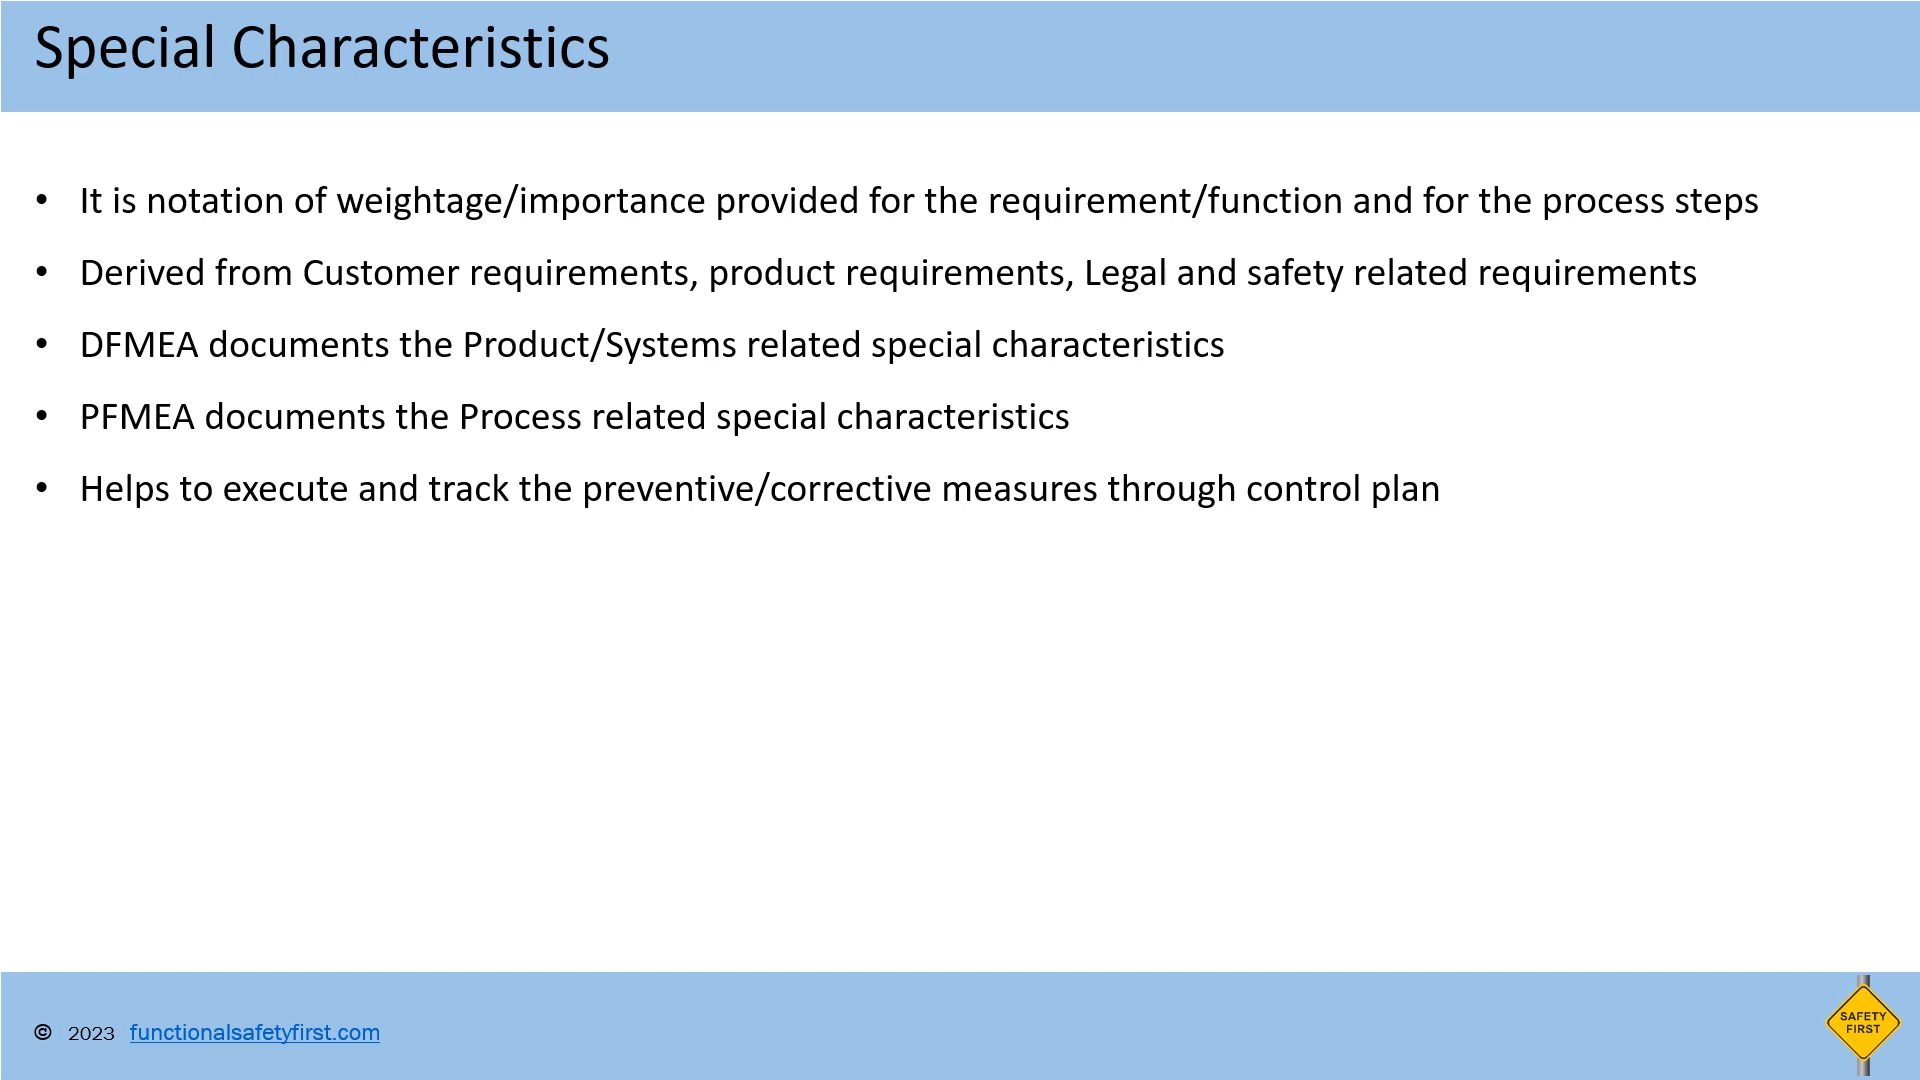 Special Characteristics
• It is notation of weightage/importance provided for the requirement/function and for the process steps
• Derived from Customer requirements, product requirements, Legal and safety related requirements
• DFMEA documents the Product/Systems related special characteristics
• PFMEA documents the Process related special characteristics
• Helps to execute and track the preventive/corrective measures through control plan
© 2023 functionalsafetyfirst.com
SAFETY
FIRST